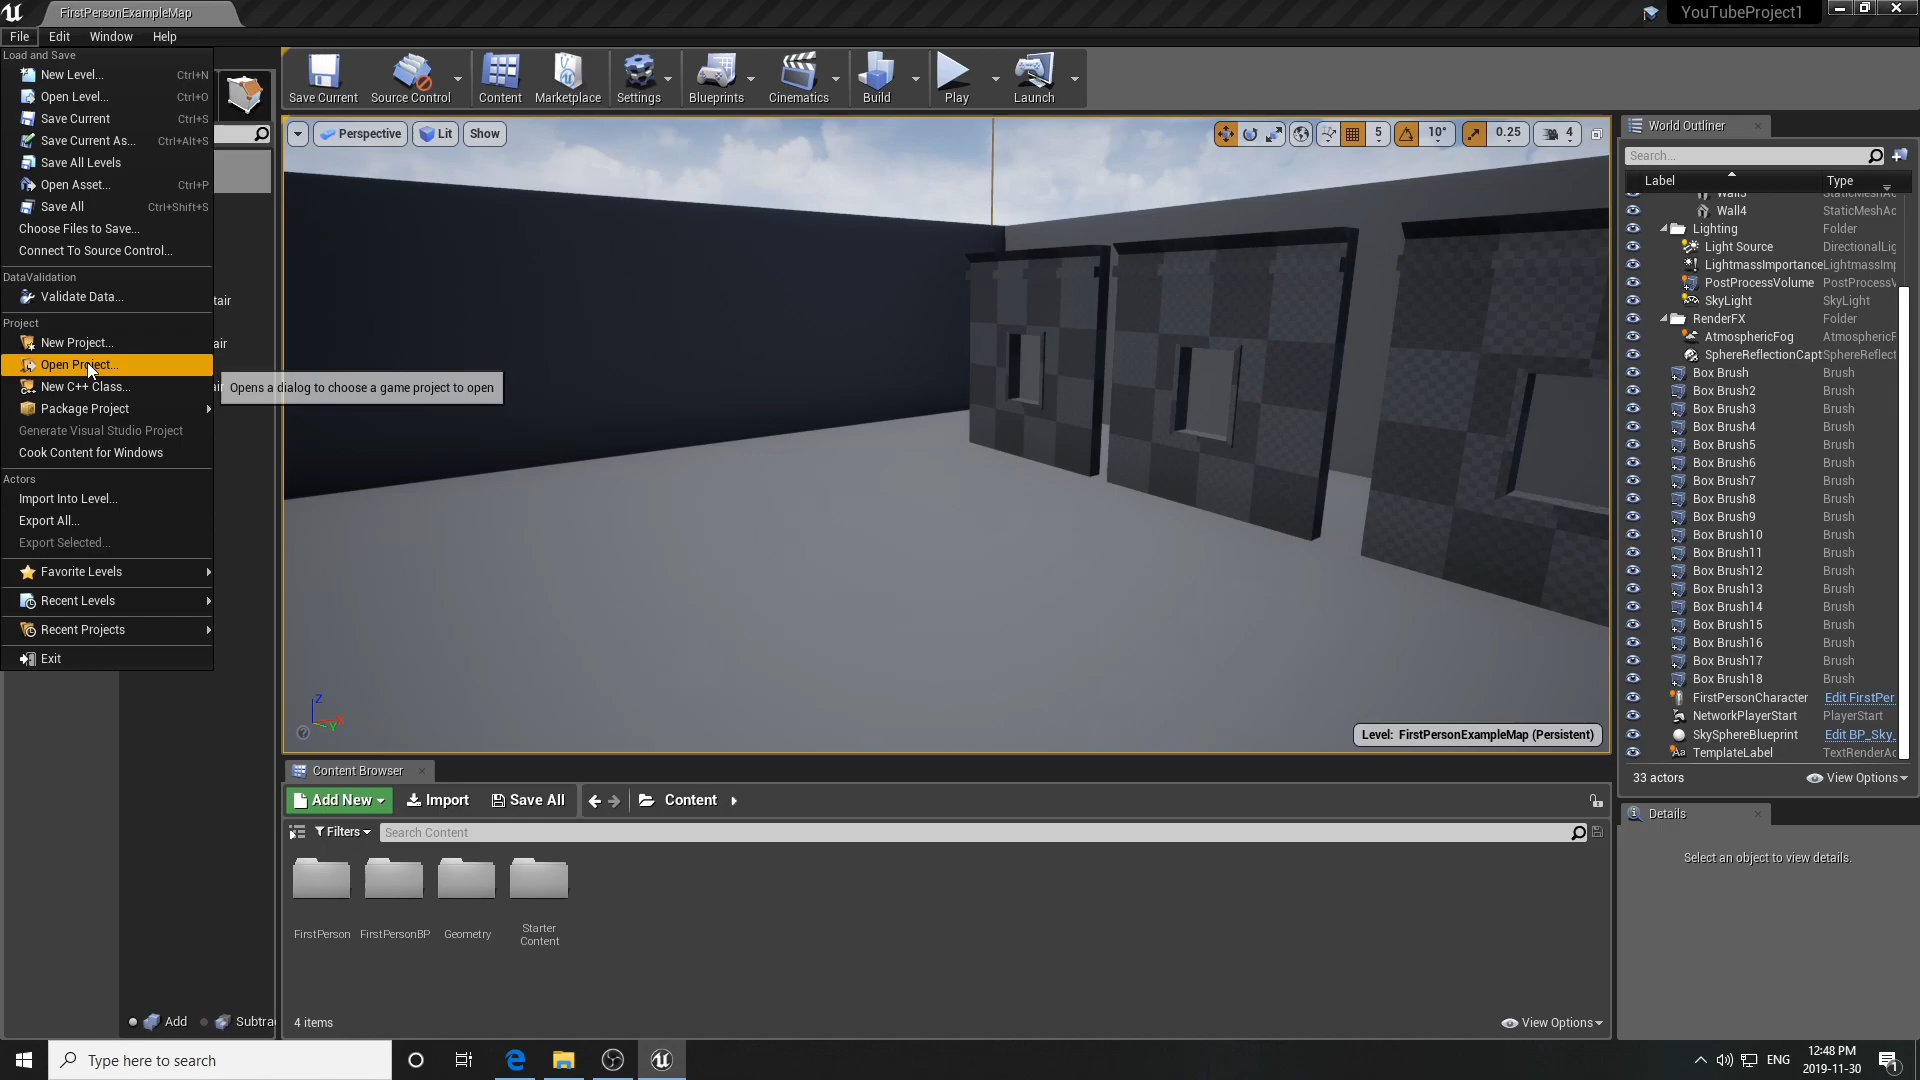 FirstPersonExampleMap
YouTubeProject1
File Edit Window Help
Load and Save
New Level... Ctrl+N
Open Level... Ctrl+O
Save Current Ctrl+S
Save Current As... Ctrl+Alt+S
Save All Levels
Open Asset... Ctrl+P
Save All Ctrl+Shift+S
Choose Files to Save...
Connect To Source Control...
DataValidation
Validate Data...
Project
New Project...
Open Project...
New C++ Class...
Package Project
Generate Visual Studio Project
Cook Content for Windows
Actors
Import Into Level...
Export All...
Export Selected...
Favorite Levels
Recent Levels
Recent Projects
Exit
Opens a dialog to choose a game project to open
Add Subtra
Save Current Source Control Content Marketplace Settings Blueprints Cinematics Build Play Launch
Perspective Lit Show 5 10° 0.25 4
Z
X
Y
Level: FirstPersonExampleMap (Persistent)
Content Browser
Add New Import Save All Content
Filters Search Content
FirstPerson FirstPersonBP Geometry Starter
Content
4 items View Options
World Outliner
Search...
Label Type
Wall4 StaticMeshAc
Lighting Folder
Light Source DirectionalLig
LightmassImportance LightmassImp
PostProcessVolume PostProcessV
SkyLight SkyLight
RenderFX Folder
AtmosphericFog AtmosphericF
SphereReflectionCapt SphereReflect
Box Brush Brush
Box Brush2 Brush
Box Brush3 Brush
Box Brush4 Brush
Box Brush5 Brush
Box Brush6 Brush
Box Brush7 Brush
Box Brush8 Brush
Box Brush9 Brush
Box Brush10 Brush
Box Brush11 Brush
Box Brush12 Brush
Box Brush13 Brush
Box Brush14 Brush
Box Brush15 Brush
Box Brush16 Brush
Box Brush17 Brush
Box Brush18 Brush
FirstPersonCharacter Edit FirstPer
NetworkPlayerStart PlayerStart
SkySphereBlueprint Edit BP_Sky_
TemplateLabel TextRenderAc
33 actors View Options
Details
Select an object to view details.
Type here to search
ENG
12:48 PM
2019-11-30
1